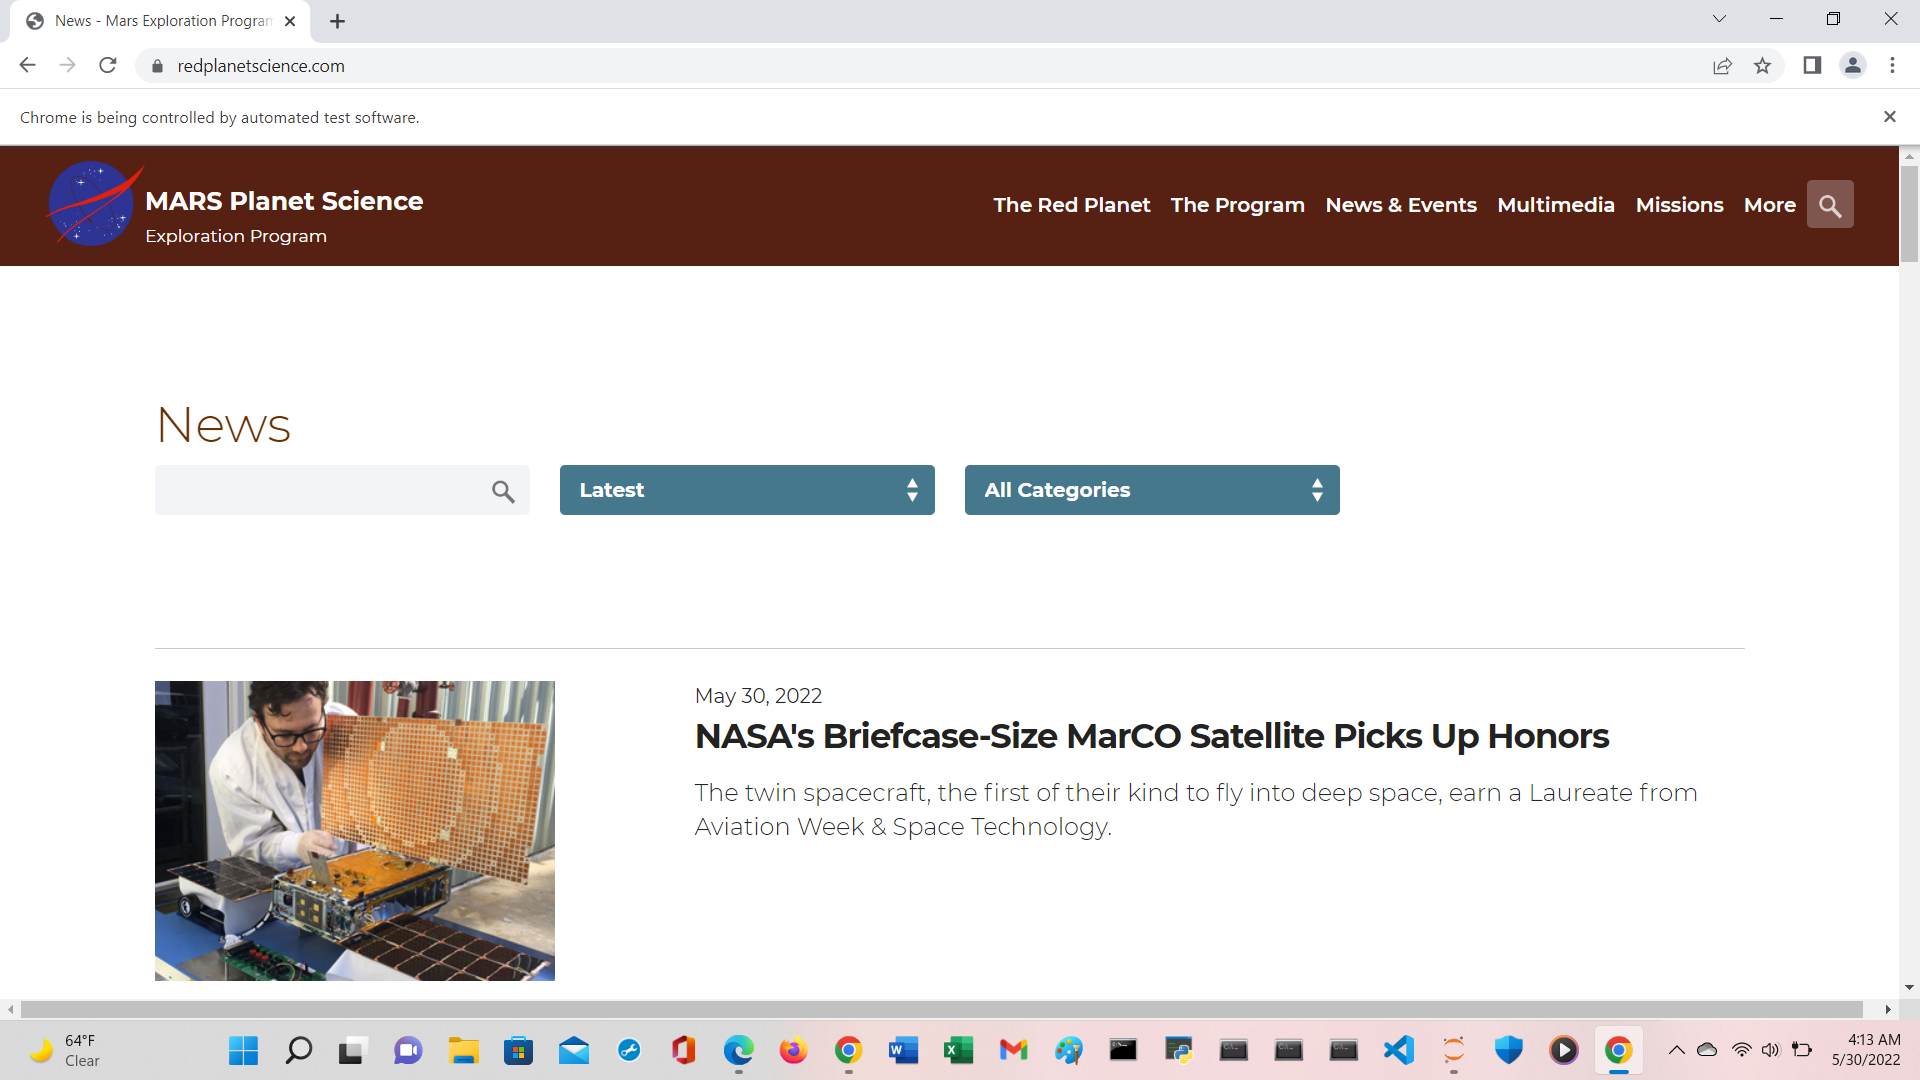 News - Mars Exploration Program
redplanetscience.com
Chrome is being controlled by automated test software.
MARS Planet Science
Exploration Program
The Red Planet The Program News & Events Multimedia Missions More
News
Latest
All Categories
May 30, 2022
NASA's Briefcase-Size MarCO Satellite Picks Up Honors
The twin spacecraft, the first of their kind to fly into deep space, earn a Laureate from
Aviation Week & Space Technology.
64°F
Clear
4:13 AM
5/30/2022